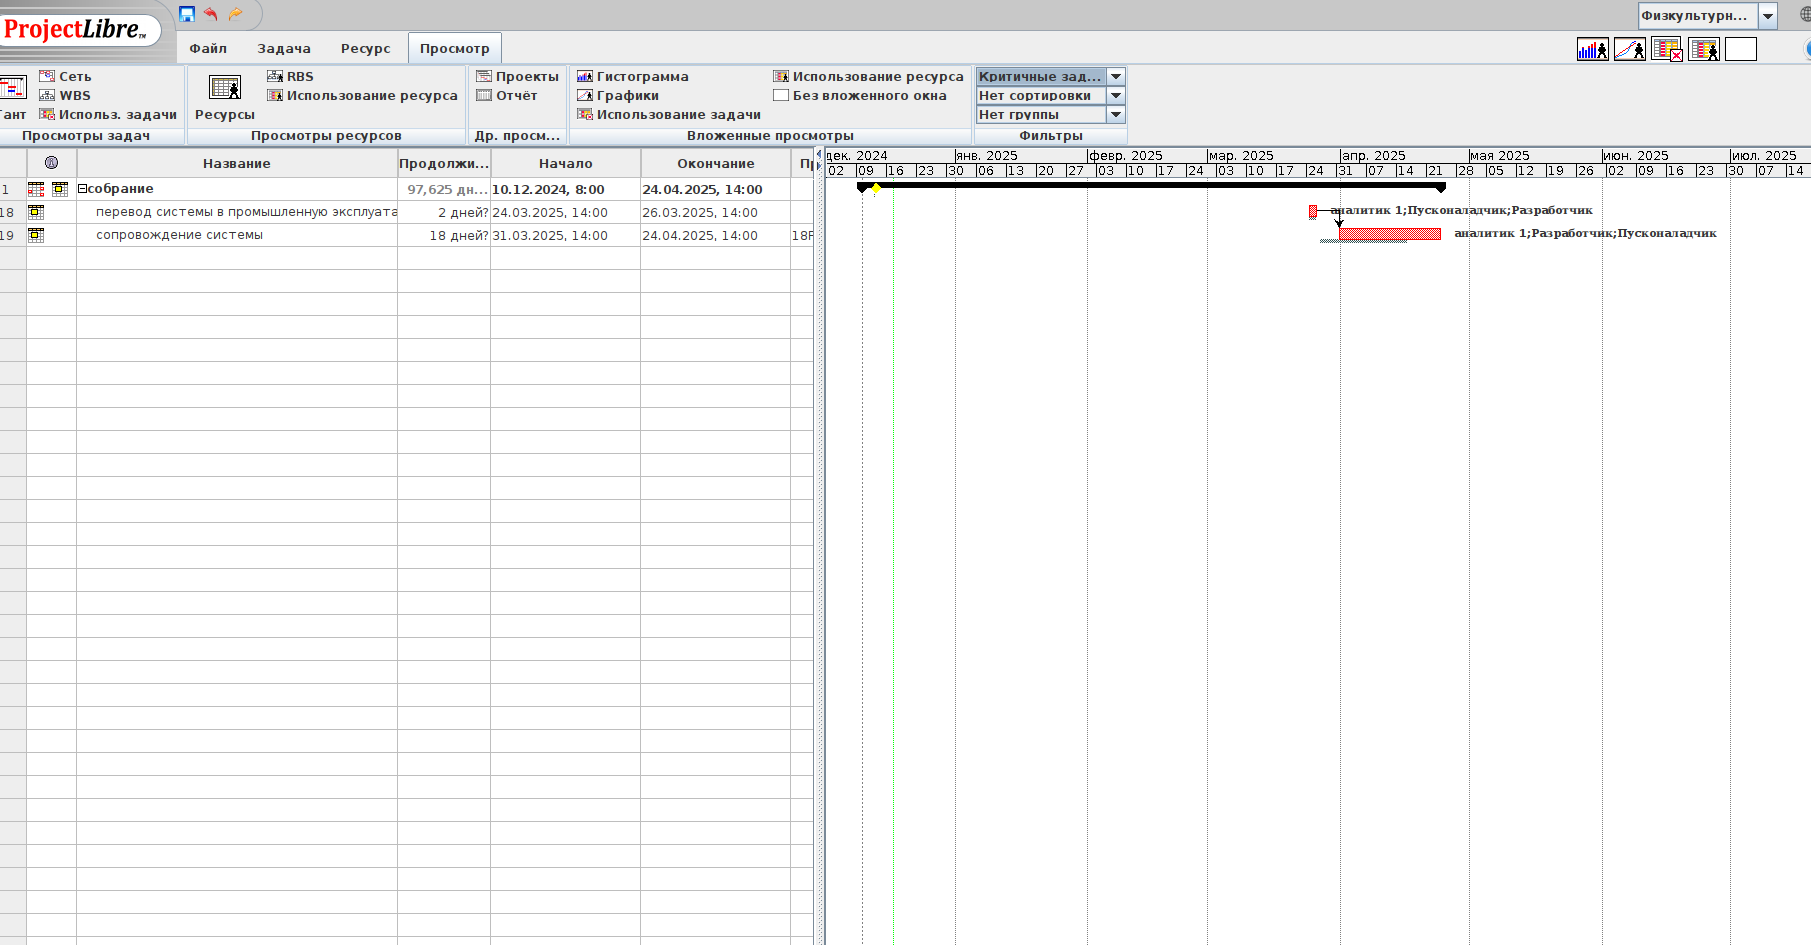 ProjectLibre™
Физкультурн...
Файл Задача Ресурс Просмотр
Сеть RBS Проекты Гистограмма Использование ресурса Критичные зад...
WBS Использование ресурса Отчёт Графики Без вложенного окна Нет сортировки
Гант Использ. задачи Ресурсы Использование задачи Нет группы
Просмотры задач Просмотры ресурсов Др. просм... Вложенные просмотры Фильтры
Название Продолжи... Начало Окончание
дек. 2024 янв. 2025 февр. 2025 мар. 2025 апр. 2025 мая 2025 июн. 2025 июл. 2025
02 09 16 23 30 06 13 20 27 03 10 17 24 03 10 17 24 31 07 14 21 28 05 12 19 26 02 09 16 23 30 07 14
1 собрание 97,625 дн... 10.12.2024, 8:00 24.04.2025, 14:00
18 перевод системы в промышленную эксплуата 2 дней? 24.03.2025, 14:00 26.03.2025, 14:00 аналитик 1;Пусконаладчик;Разработчик
19 сопровождение системы 18 дней? 31.03.2025, 14:00 24.04.2025, 14:00 18 аналитик 1;Разработчик;Пусконаладчик